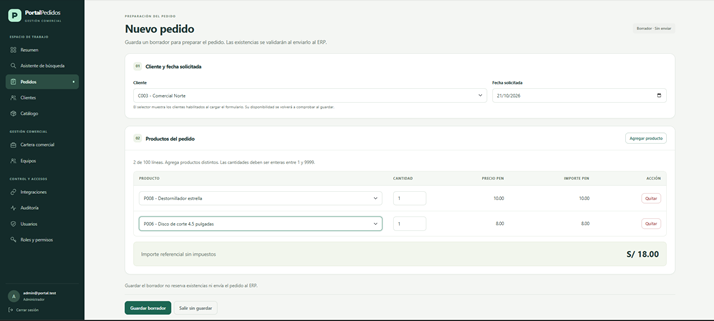 P
PortalPedidos
GESTIÓN COMERCIAL
ESPACIO DE TRABAJO
Resumen
Asistente de búsqueda
Pedidos
Clientes
Catálogo
GESTIÓN COMERCIAL
Cartera comercial
Equipos
CONTROL Y ACCESOS
Integraciones
Auditoría
Usuarios
Roles y permisos
A
admin@portal.test
Administrador
Cerrar sesión
PREPARACIÓN DEL PEDIDO
Nuevo pedido
Guarda un borrador para preparar el pedido. Las existencias se validarán al enviarlo al ERP.
Borrador · Sin enviar
01
Cliente y fecha solicitada
Cliente
Fecha solicitada
C003 - Comercial Norte
21/10/2026
El selector muestra los clientes habilitados al cargar el formulario. Su disponibilidad se volverá a comprobar al guardar.
02
Productos del pedido
Agregar producto
2 de 100 líneas. Agrega productos distintos. Las cantidades deben ser enteras entre 1 y 9999.
PRODUCTO
CANTIDAD
PRECIO PEN
IMPORTE PEN
ACCIÓN
P008 - Destornillador estrella
1
10.00
10.00
Quitar
P006 - Disco de corte 4.5 pulgadas
1
8.00
8.00
Quitar
Importe referencial sin impuestos
S/ 18.00
Guardar el borrador no reserva existencias ni envía el pedido al ERP.
Guardar borrador
Salir sin guardar